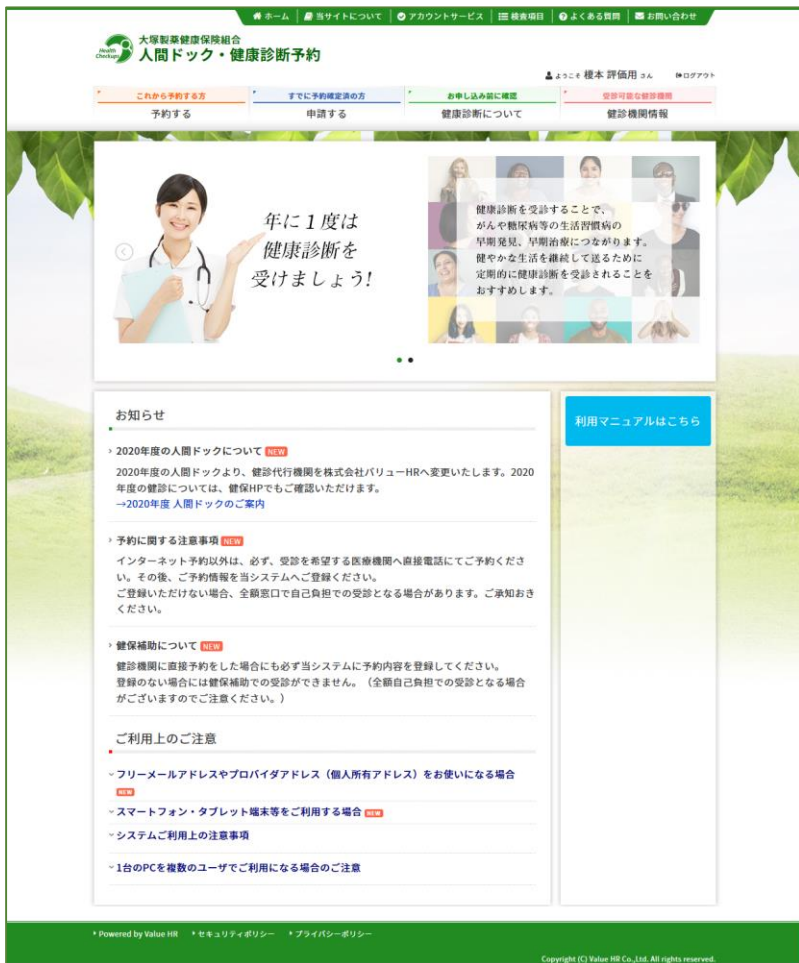 ホーム 当サイトについて アカウントサービス 検査項目 よくある質問 お問い合わせ
Health Checkups
大塚製薬健康保険組合
人間ドック・健康診断予約
ようこそ 榎本 評価用 さん ログアウト
これから予約する方 すでに予約確定済の方 お申し込み前に確認 受診可能な健診機関
予約する 申請する 健康診断について 健診機関情報
年に1度は
健康診断を
受けましょう!
健康診断を受診することで、
がんや糖尿病等の生活習慣病の
早期発見、早期治療につながります。
健やかな生活を継続して送るために
定期的に健康診断を受診されることを
おすすめします。
お知らせ
利用マニュアルはこちら
2020年度の人間ドックについて NEW
2020年度の人間ドックより、健診代行機関を株式会社バリューHRへ変更いたします。2020
年度の健診については、健保HPでもご確認いただけます。
→2020年度 人間ドックのご案内
予約に関する注意事項 NEW
インターネット予約以外は、必ず、受診を希望する医療機関へ直接電話にてご予約くださ
い。その後、ご予約情報を当システムへご登録ください。
ご登録いただけない場合、全額窓口で自己負担での受診となる場合があります。ご承知おき
ください。
健保補助について NEW
健診機関に直接予約をした場合にも必ず当システムに予約内容を登録してください。
登録のない場合には健保補助での受診ができません。（全額自己負担での受診となる場合
がございますのでご注意ください。）
ご利用上のご注意
フリーメールアドレスやプロバイダアドレス（個人所有アドレス）をお使いになる場合
NEW
スマートフォン・タブレット端末等をご利用する場合 NEW
システムご利用上の注意事項
1台のPCを複数のユーザでご利用になる場合のご注意
Powered by Value HR セキュリティポリシー プライバシーポリシー
Copyright (C) Value HR Co.,Ltd. All rights reserved.